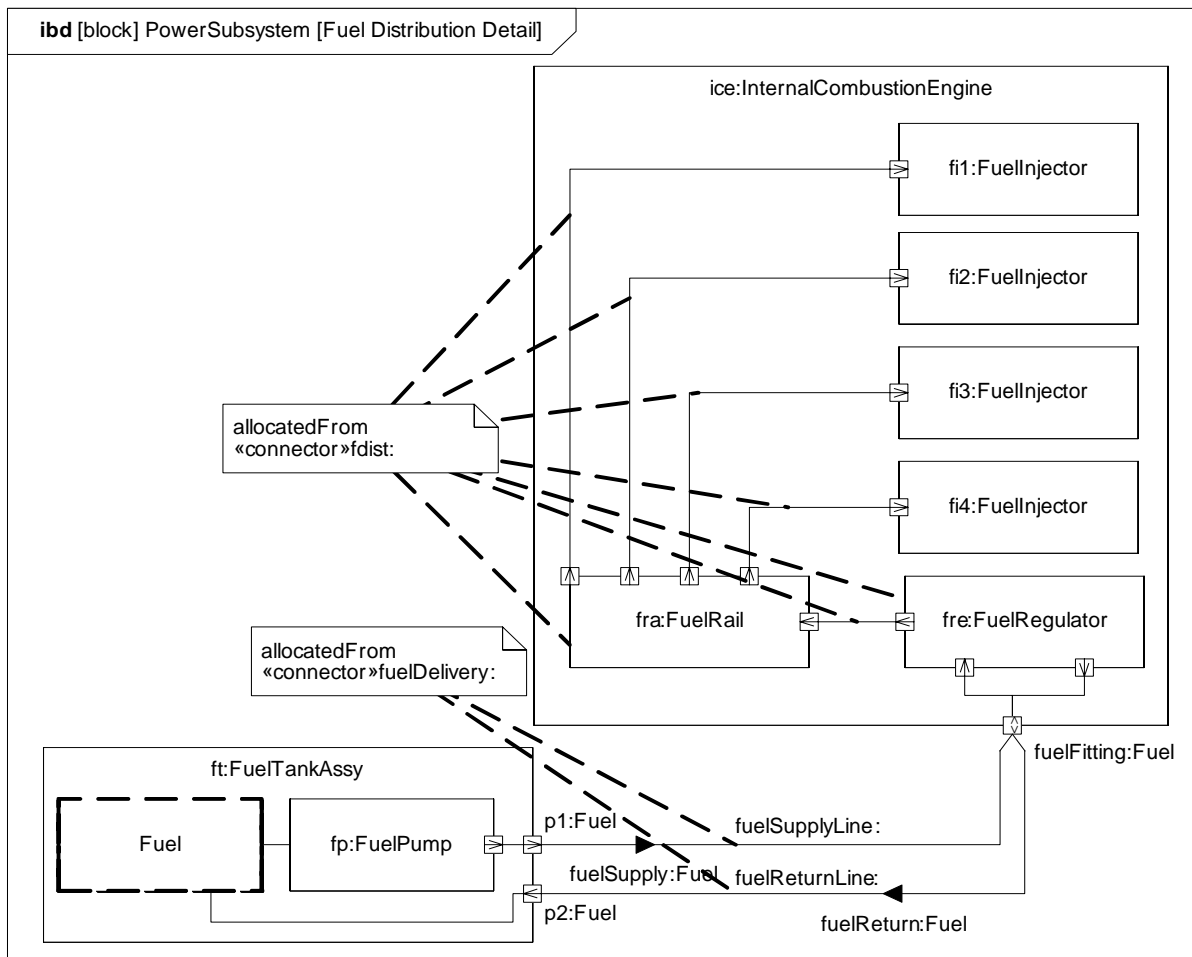 ibd [block] PowerSubsystem [Fuel Distribution Detail]
ice:InternalCombustionEngine
fi1:FuelInjector
fi2:FuelInjector
fi3:FuelInjector
allocatedFrom
«connector»fdist:
fi4:FuelInjector
fra:FuelRail
fre:FuelRegulator
allocatedFrom
«connector»fuelDelivery:
fuelFitting:Fuel
ft:FuelTankAssy
p1:Fuel
fuelSupplyLine:
Fuel
fp:FuelPump
fuelSupply:Fuel
fuelReturnLine:
p2:Fuel
fuelReturn:Fuel